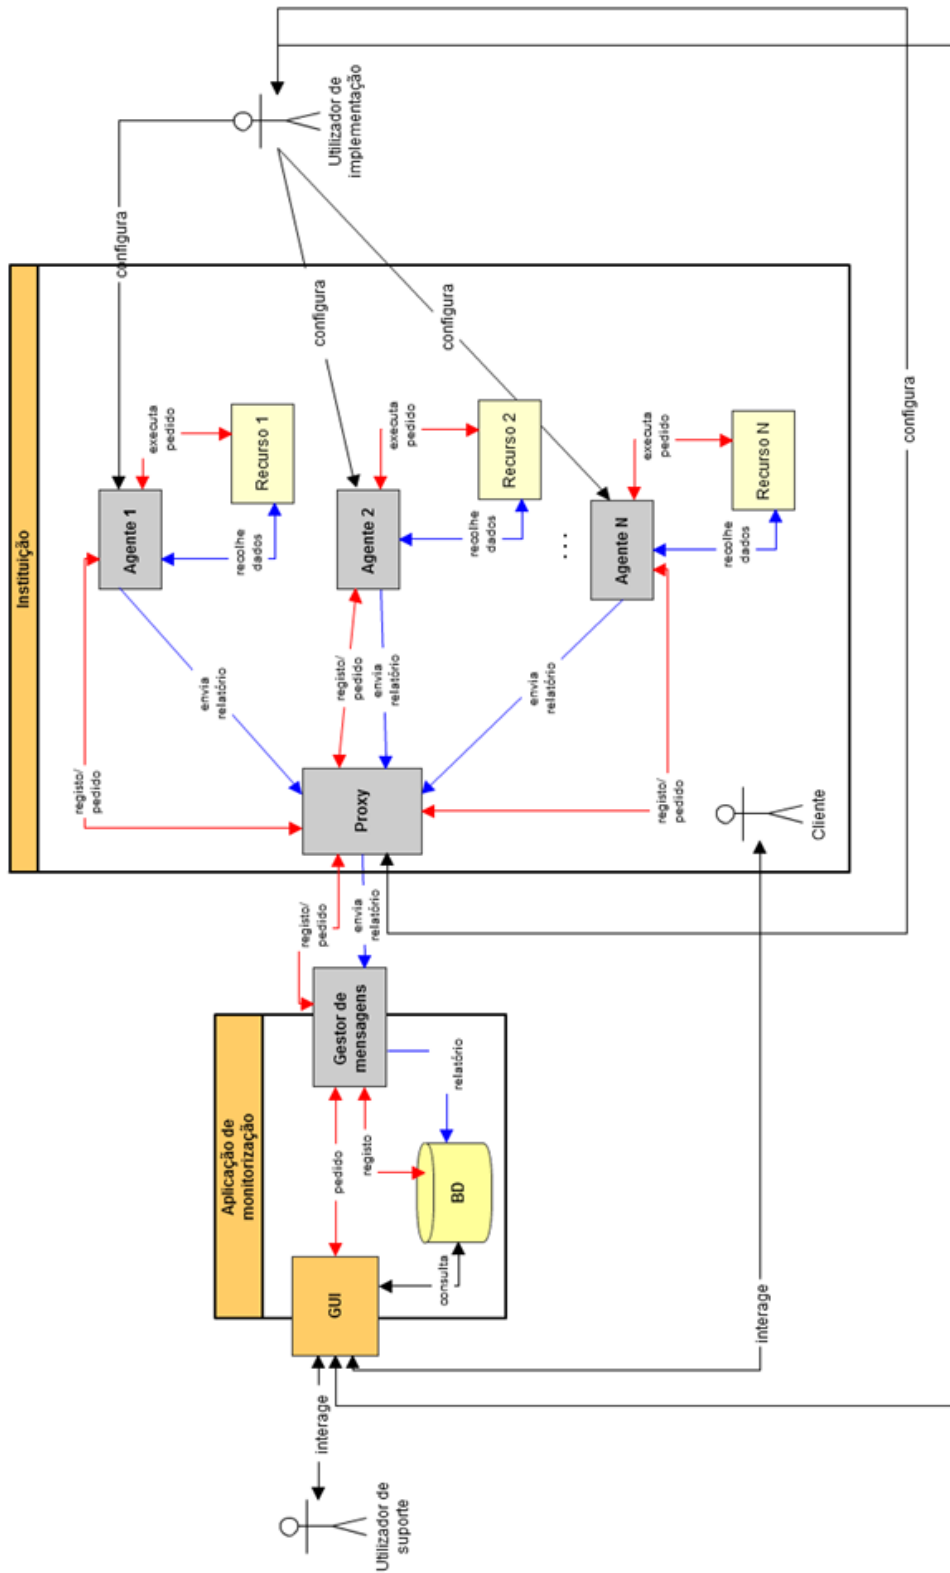 Utilizador de
suporte
interage
GUI
Aplicação de
monitorização
pedido
registo
consulta
BD
relatório
Gestor de
mensagens
registo/
pedido
envia
relatório
Instituição
Proxy
registo/
pedido
envia
relatório
registo/
pedido
envia
relatório
envia
relatório
registo/
pedido
Agente 1
recolhe
dados
executa
pedido
Recurso 1
Agente 2
recolhe
dados
executa
pedido
Recurso 2
...
Agente N
recolhe
dados
executa
pedido
Recurso N
Cliente
interage
configura
configura
configura
configura
Utilizador de
implementação